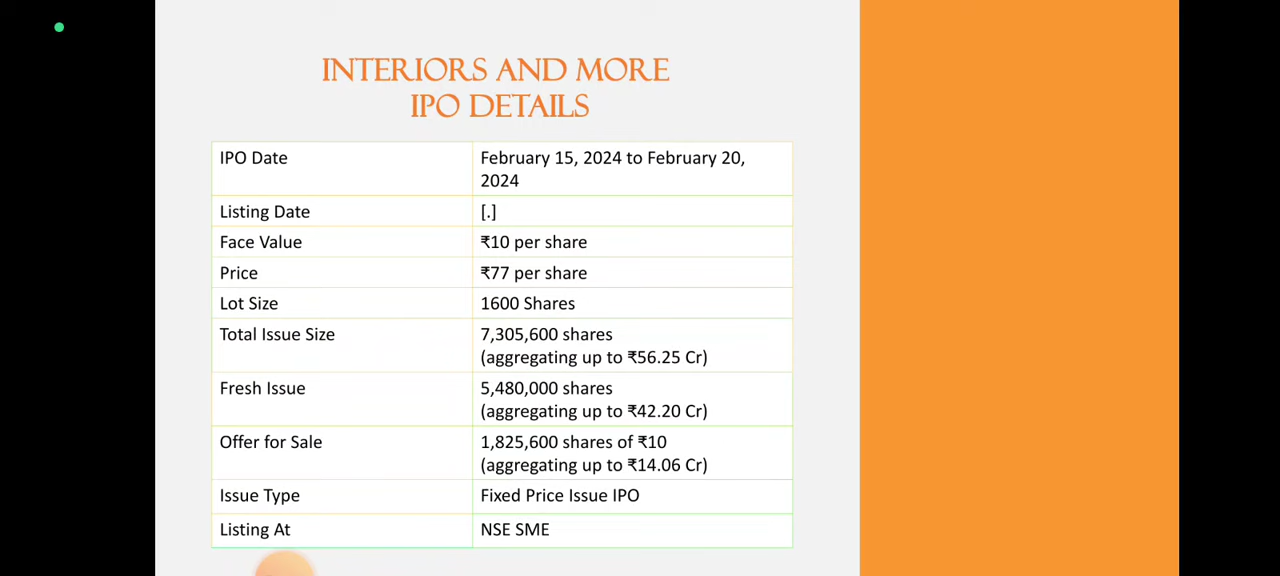 INTERIORS AND MORE
IPO DETAILS
IPO Date
February 15, 2024 to February 20,
2024
Listing Date
[.]
Face Value
₹10 per share
Price
₹77 per share
Lot Size
1600 Shares
Total Issue Size
7,305,600 shares
(aggregating up to ₹56.25 Cr)
Fresh Issue
5,480,000 shares
(aggregating up to ₹42.20 Cr)
Offer for Sale
1,825,600 shares of ₹10
(aggregating up to ₹14.06 Cr)
Issue Type
Fixed Price Issue IPO
Listing At
NSE SME